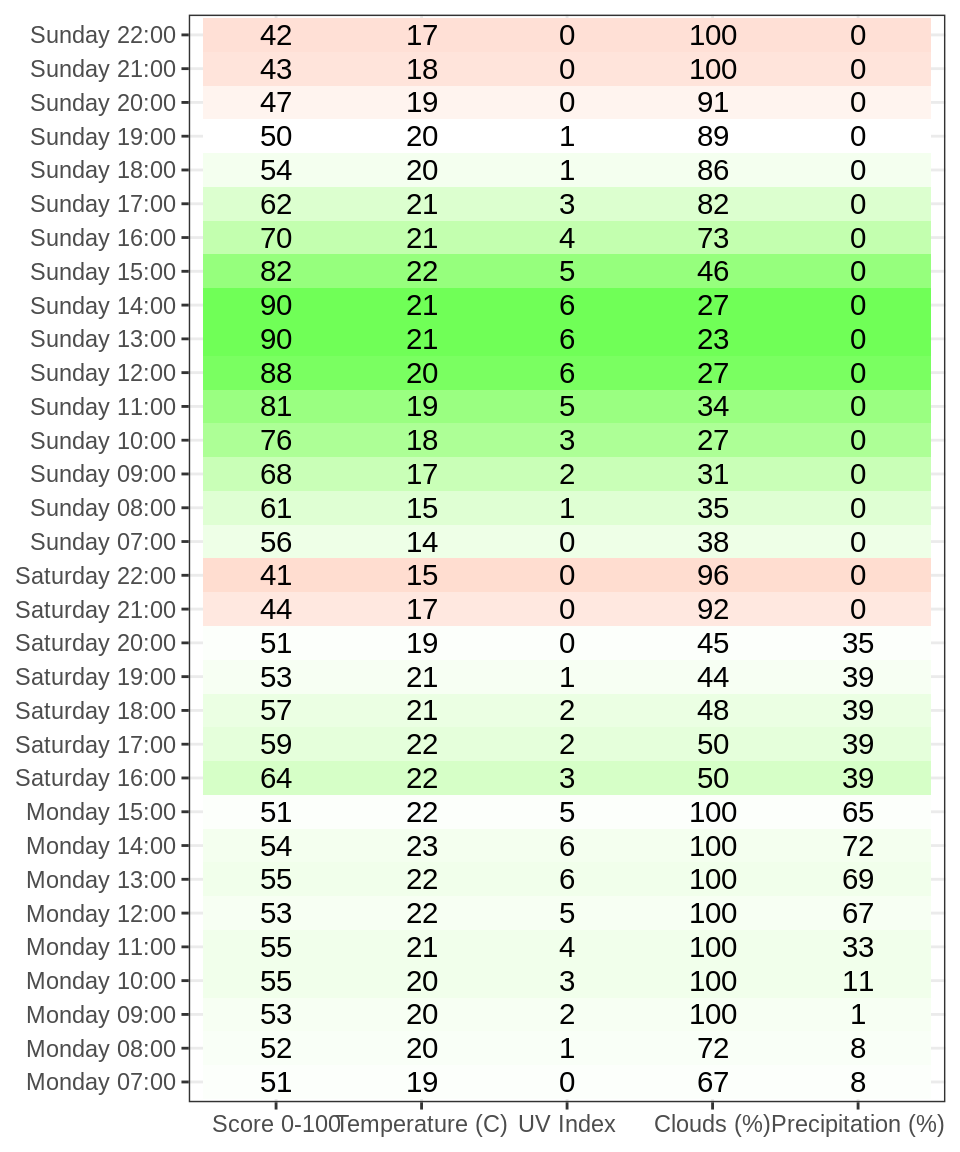 Sunday 22:00 42 17 0 100 0
Sunday 21:00 43 18 0 100 0
Sunday 20:00 47 19 0 91 0
Sunday 19:00 50 20 1 89 0
Sunday 18:00 54 20 1 86 0
Sunday 17:00 62 21 3 82 0
Sunday 16:00 70 21 4 73 0
Sunday 15:00 82 22 5 46 0
Sunday 14:00 90 21 6 27 0
Sunday 13:00 90 21 6 23 0
Sunday 12:00 88 20 6 27 0
Sunday 11:00 81 19 5 34 0
Sunday 10:00 76 18 3 27 0
Sunday 09:00 68 17 2 31 0
Sunday 08:00 61 15 1 35 0
Sunday 07:00 56 14 0 38 0
Saturday 22:00 41 15 0 96 0
Saturday 21:00 44 17 0 92 0
Saturday 20:00 51 19 0 45 35
Saturday 19:00 53 21 1 44 39
Saturday 18:00 57 21 2 48 39
Saturday 17:00 59 22 2 50 39
Saturday 16:00 64 22 3 50 39
Monday 15:00 51 22 5 100 65
Monday 14:00 54 23 6 100 72
Monday 13:00 55 22 6 100 69
Monday 12:00 53 22 5 100 67
Monday 11:00 55 21 4 100 33
Monday 10:00 55 20 3 100 11
Monday 09:00 53 20 2 100 1
Monday 08:00 52 20 1 72 8
Monday 07:00 51 19 0 67 8
Score 0-100 Temperature (C) UV Index Clouds (%) Precipitation (%)